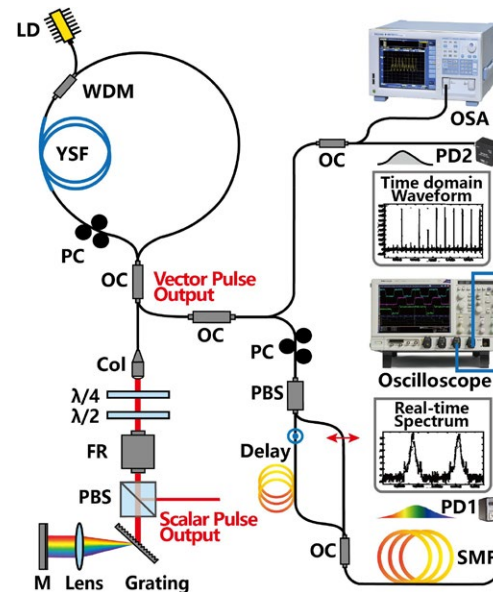 LD
WDM
YSF
PC
OC
Vector Pulse
Output
OC
Col
λ/4
λ/2
FR
PBS
Scalar Pulse
Output
M
Lens
Grating
PC
PBS
Delay
OC
OC
OSA
PD2
Time domain
Waveform
Oscilloscope
Real-time
Spectrum
PD1
SMF